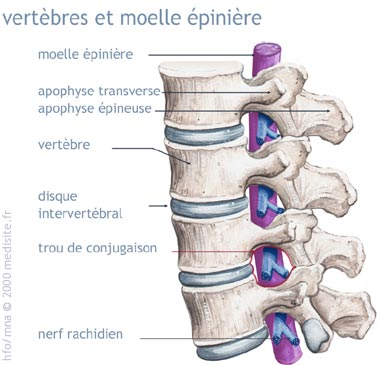 vertèbres et moelle épinière
moelle épinière
apophyse transverse
apophyse épineuse
vertèbre
disque
intervertébral
trou de conjugaison
nerf rachidien
hfo/mna © 2000 medisite.fr